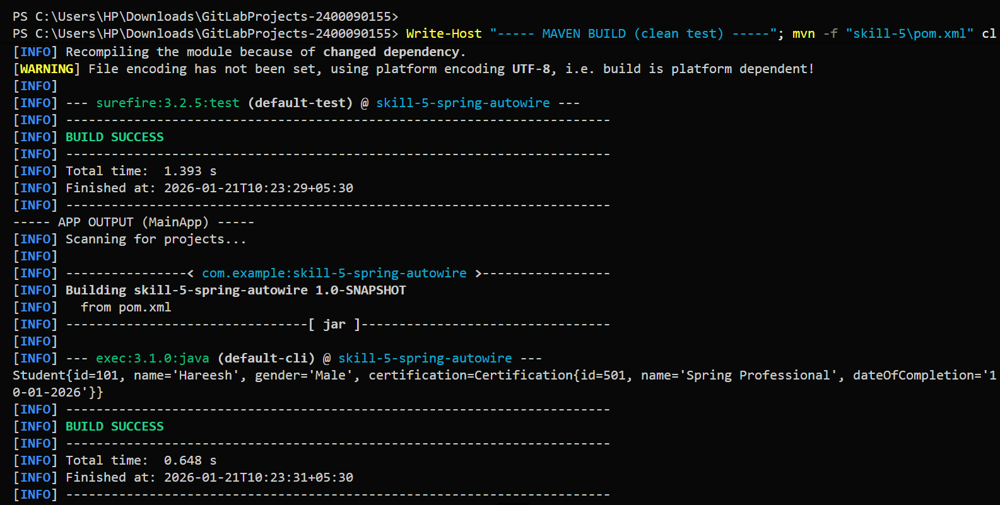 PS C:\Users\HP\Downloads\GitLabProjects-2400090155>
PS C:\Users\HP\Downloads\GitLabProjects-2400090155> Write-Host "----- MAVEN BUILD (clean test) -----"; mvn -f "skill-5\pom.xml" cl
[INFO] Recompiling the module because of changed dependency.
[WARNING] File encoding has not been set, using platform encoding UTF-8, i.e. build is platform dependent!
[INFO]
[INFO] --- surefire:3.2.5:test (default-test) @ skill-5-spring-autowire ---
[INFO] ------------------------------------------------------------------------
[INFO] BUILD SUCCESS
[INFO] ------------------------------------------------------------------------
[INFO] Total time:  1.393 s
[INFO] Finished at: 2026-01-21T10:23:29+05:30
[INFO] ------------------------------------------------------------------------
----- APP OUTPUT (MainApp) -----
[INFO] Scanning for projects...
[INFO]
[INFO] ----------------< com.example:skill-5-spring-autowire >-----------------
[INFO] Building skill-5-spring-autowire 1.0-SNAPSHOT
[INFO]   from pom.xml
[INFO] --------------------------------[ jar ]---------------------------------
[INFO]
[INFO] --- exec:3.1.0:java (default-cli) @ skill-5-spring-autowire ---
Student{id=101, name='Hareesh', gender='Male', certification=Certification{id=501, name='Spring Professional', dateOfCompletion='1
0-01-2026'}}
[INFO] ------------------------------------------------------------------------
[INFO] BUILD SUCCESS
[INFO] ------------------------------------------------------------------------
[INFO] Total time:  0.648 s
[INFO] Finished at: 2026-01-21T10:23:31+05:30
[INFO] ------------------------------------------------------------------------